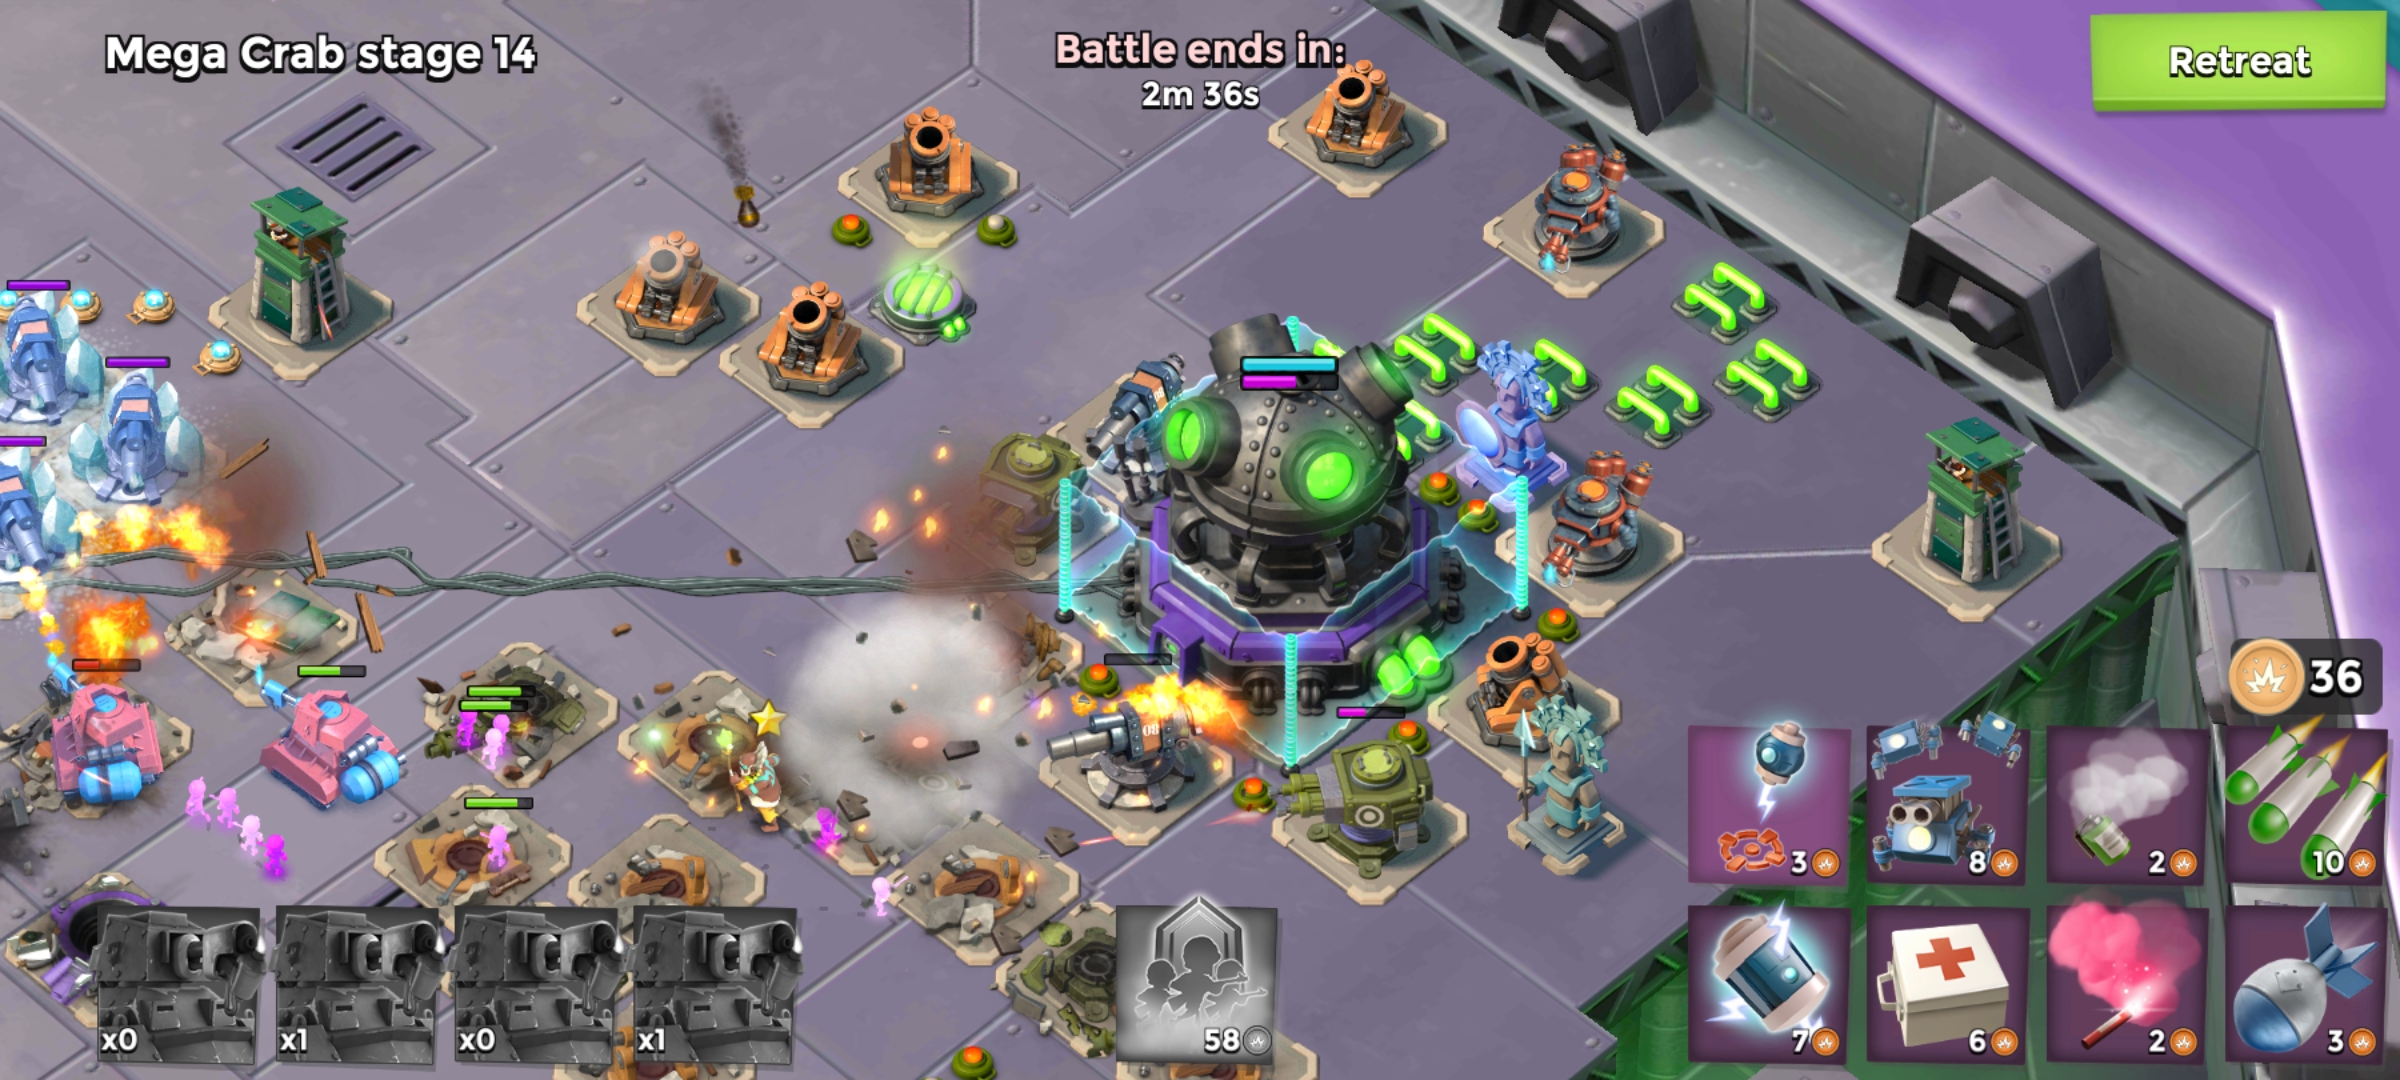 Mega Crab stage 14
Battle ends in:
2m 36s
Retreat
36
3
8
2
10
7
6
2
3
x0
x1
x0
x1
58
08